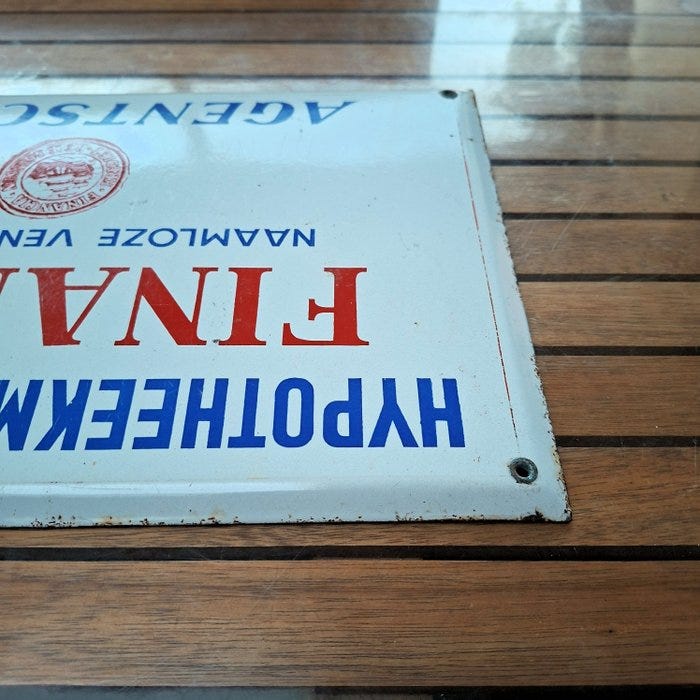 HYPOTHEEKM
FINA
NAAMLOZE VEN
AGENTSC